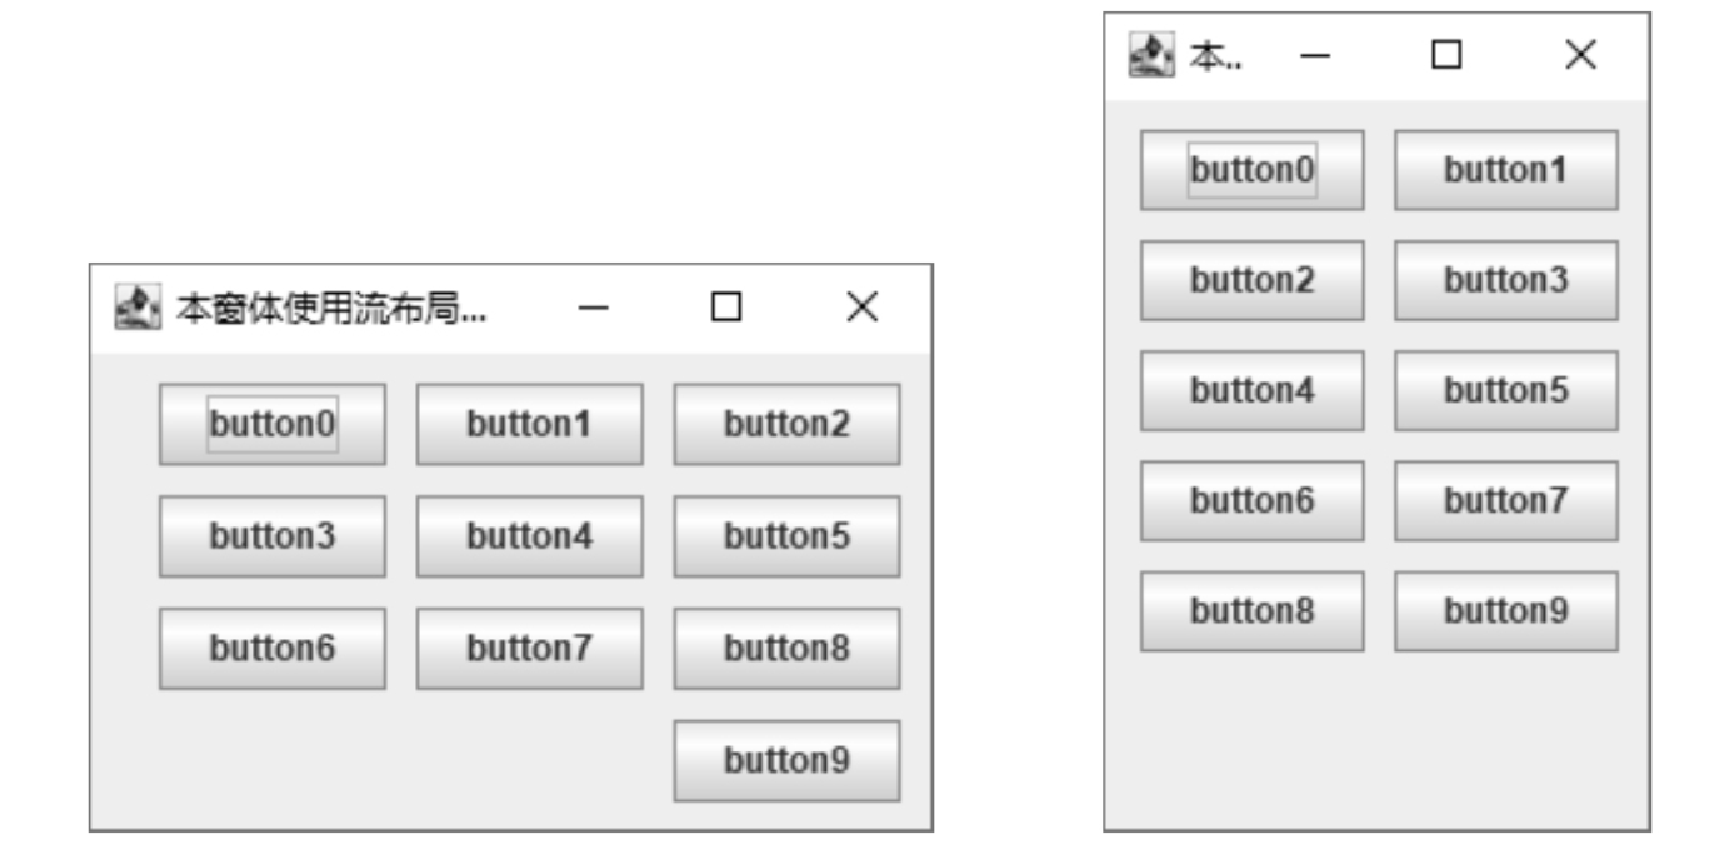 本窗体使用流布局...
button0 button1 button2
button3 button4 button5
button6 button7 button8
button9
本..
button0 button1
button2 button3
button4 button5
button6 button7
button8 button9